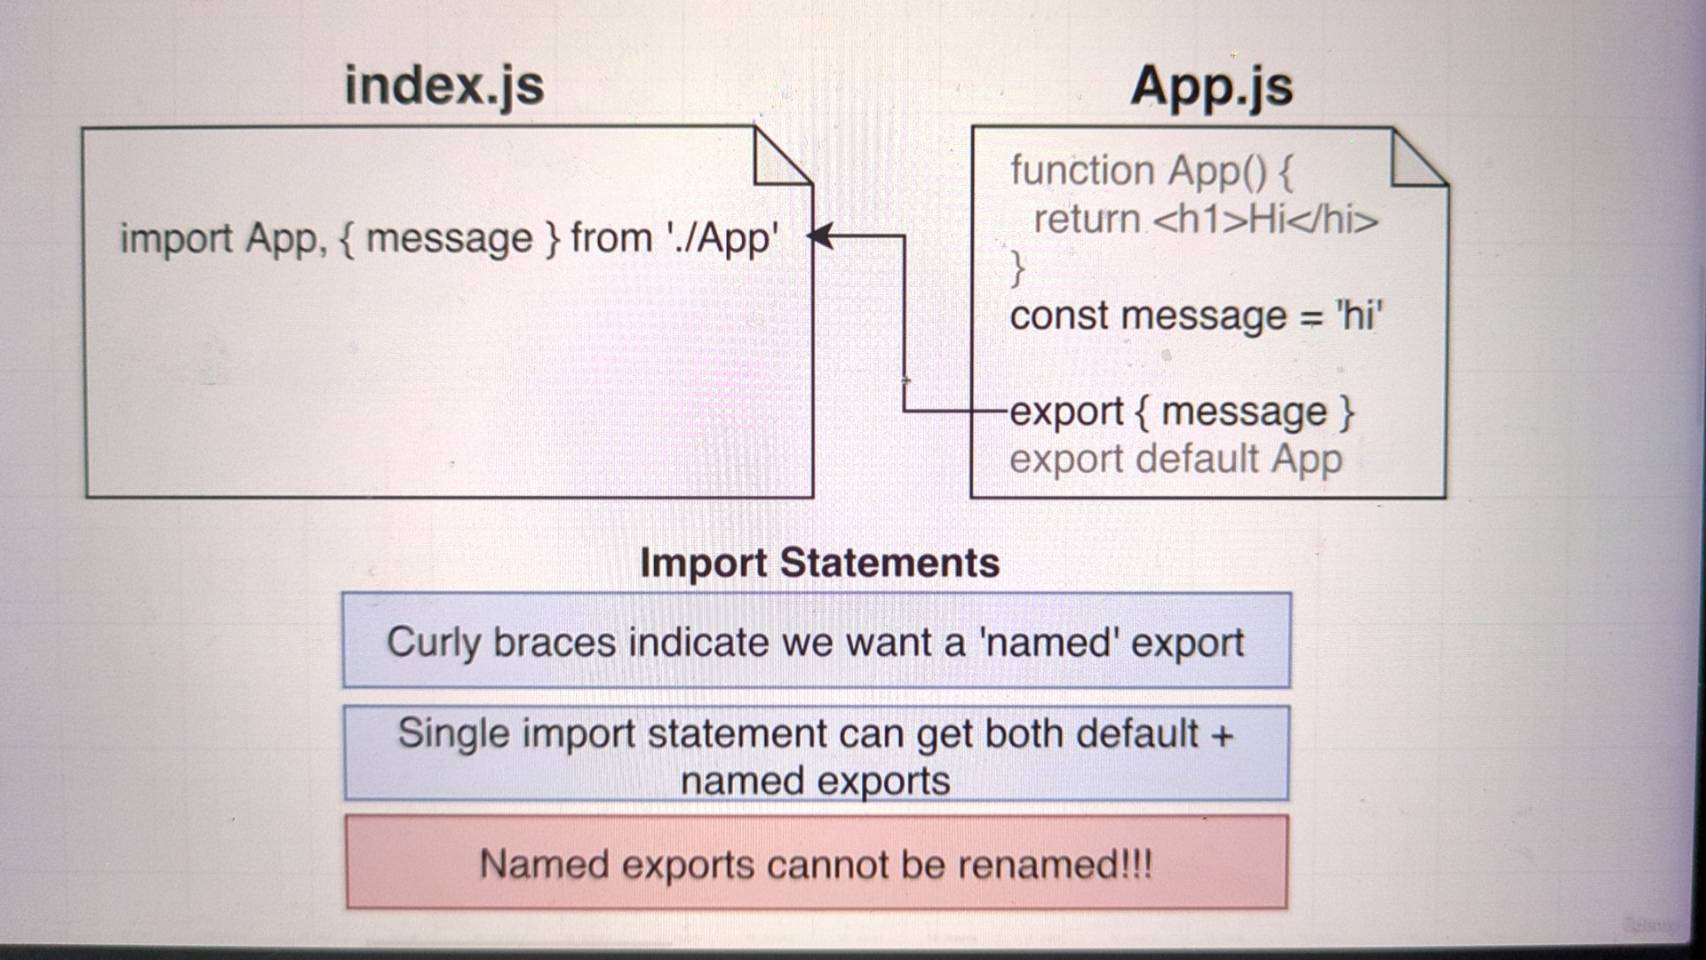 index.js
import App, { message } from './App'
App.js
function App() {
return <h1>Hi</hi>
}
const message = 'hi'
export { message }
export default App
Import Statements
Curly braces indicate we want a 'named' export
Single import statement can get both default +
named exports
Named exports cannot be renamed!!!